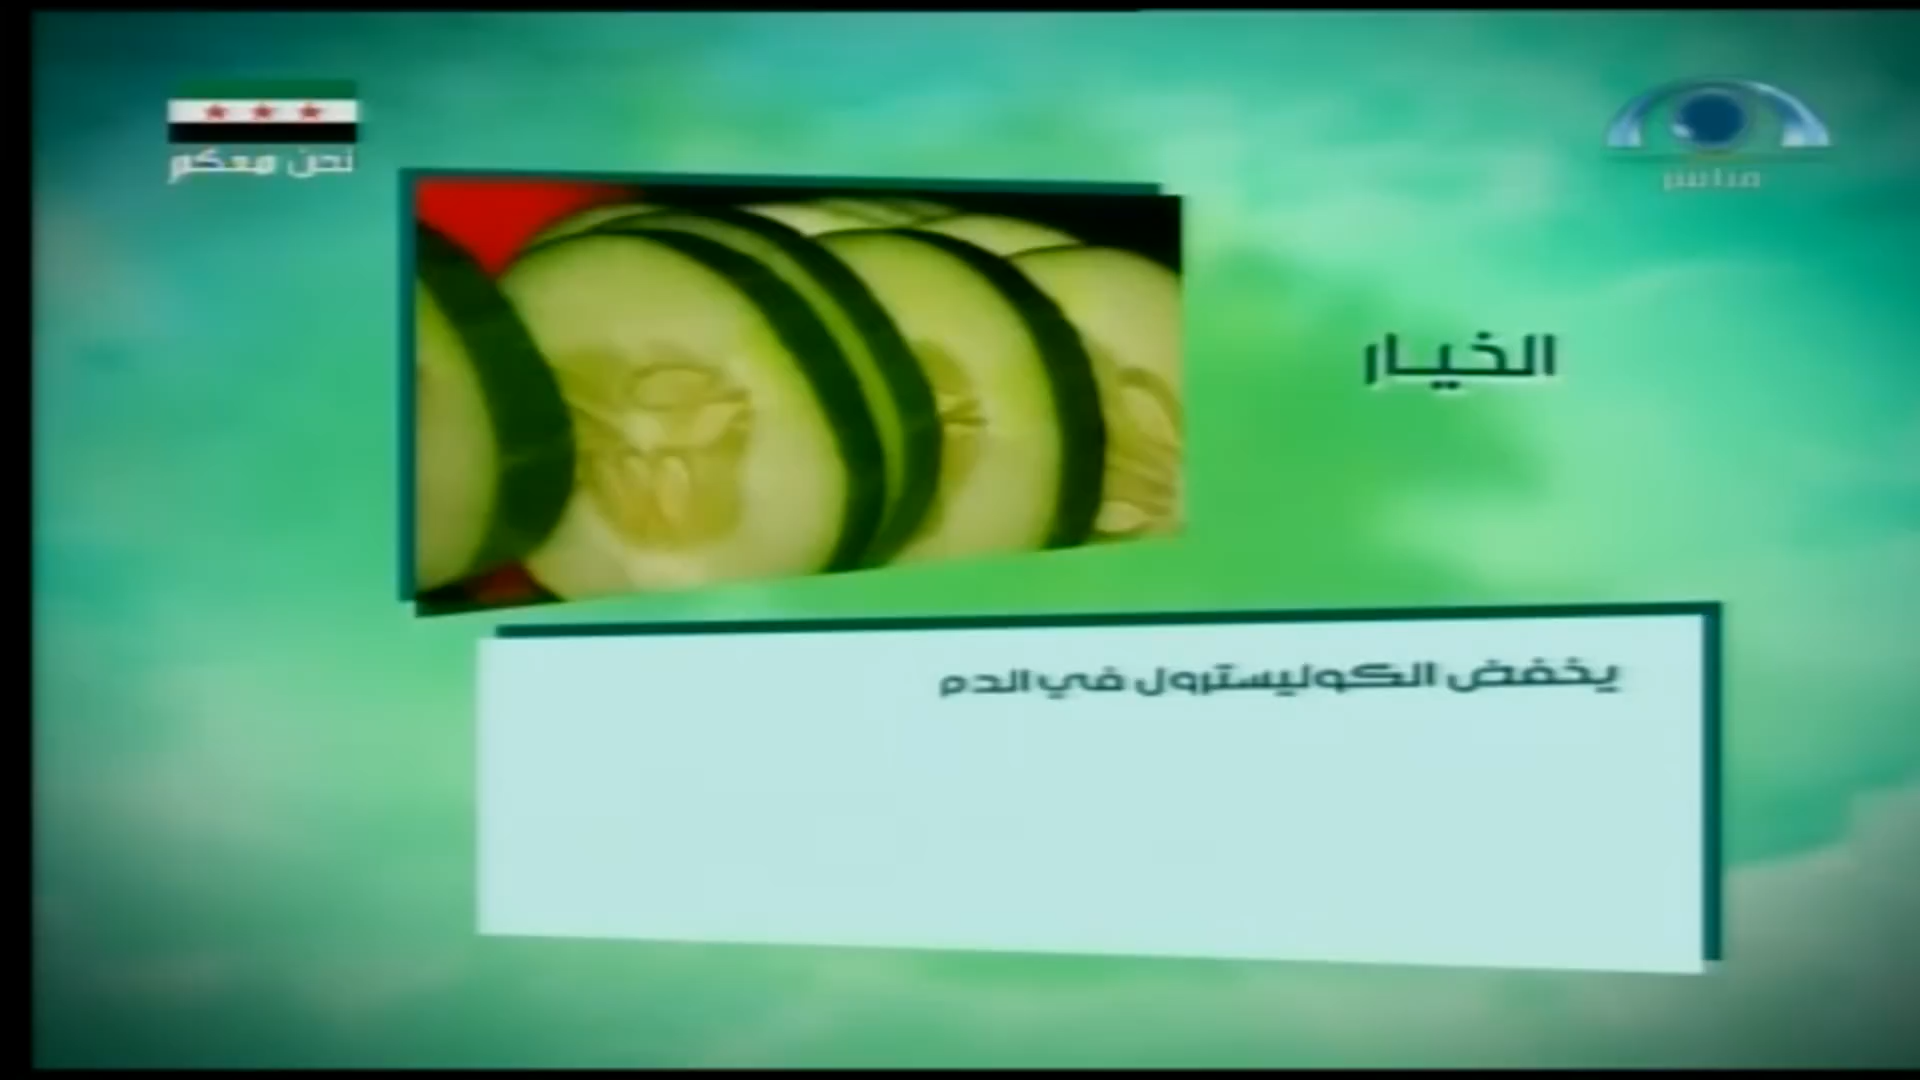 نحن معكم
مباشر
الخيار
يخفض الكوليسترول في الدم